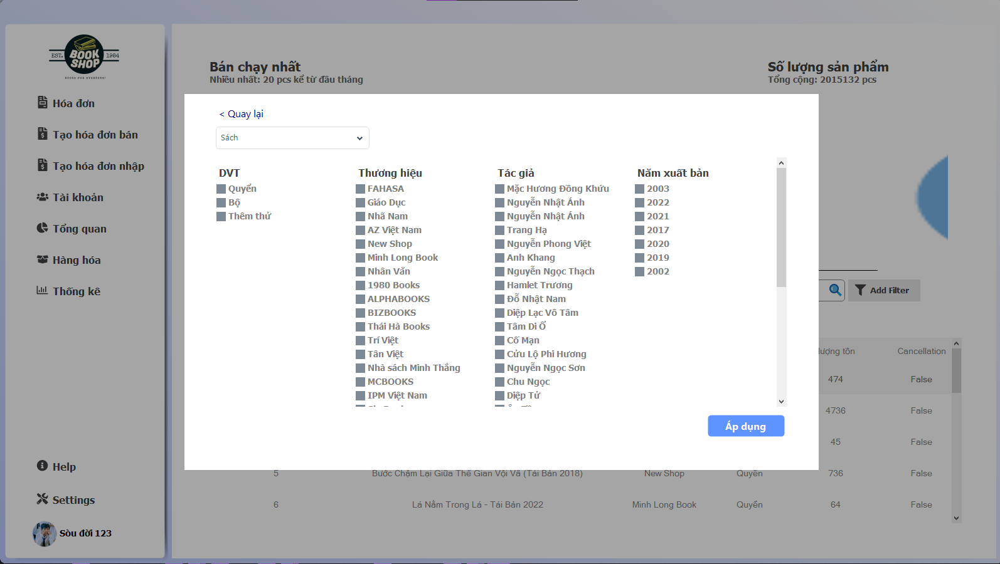 EST. BOOK SHOP 1984
BOOKS FOR EVERYONE!
Hóa đơn
Tạo hóa đơn bán
Tạo hóa đơn nhập
Tài khoản
Tổng quan
Hàng hóa
Thống kê
Help
Settings
Sòu đời 123
Bán chạy nhất
Nhiều nhất: 20 pcs kể từ đầu tháng
Số lượng sản phẩm
Tổng cộng: 2015132 pcs
< Quay lại
Sách
DVT
Quyển
Bộ
Thêm thử
Thương hiệu
FAHASA
Giáo Dục
Nhã Nam
AZ Việt Nam
New Shop
Minh Long Book
Nhân Văn
1980 Books
ALPHABOOKS
BIZBOOKS
Thái Hà Books
Trí Việt
Tân Việt
Nhà sách Minh Thắng
MCBOOKS
IPM Việt Nam
Tác giả
Mặc Hương Đồng Khứu
Nguyễn Nhật Ánh
Nguyễn Nhật Ánh
Trang Hạ
Nguyễn Phong Việt
Anh Khang
Nguyễn Ngọc Thạch
Hamlet Trương
Đỗ Nhật Nam
Diệp Lạc Vô Tâm
Tâm Di Ổ
Cố Mạn
Cửu Lộ Phi Hương
Nguyễn Ngọc Sơn
Chu Ngọc
Diệp Tử
Năm xuất bản
2003
2022
2021
2017
2020
2019
2002
Áp dụng
Add Filter
lượng tồn Cancellation
474 False
4736 False
45 False
5 Bước Chậm Lại Giữa Thế Gian Vội Vã (Tái Bản 2018) New Shop Quyển 736 False
6 Lá Nằm Trong Lá - Tái Bản 2022 Minh Long Book Quyển 64 False